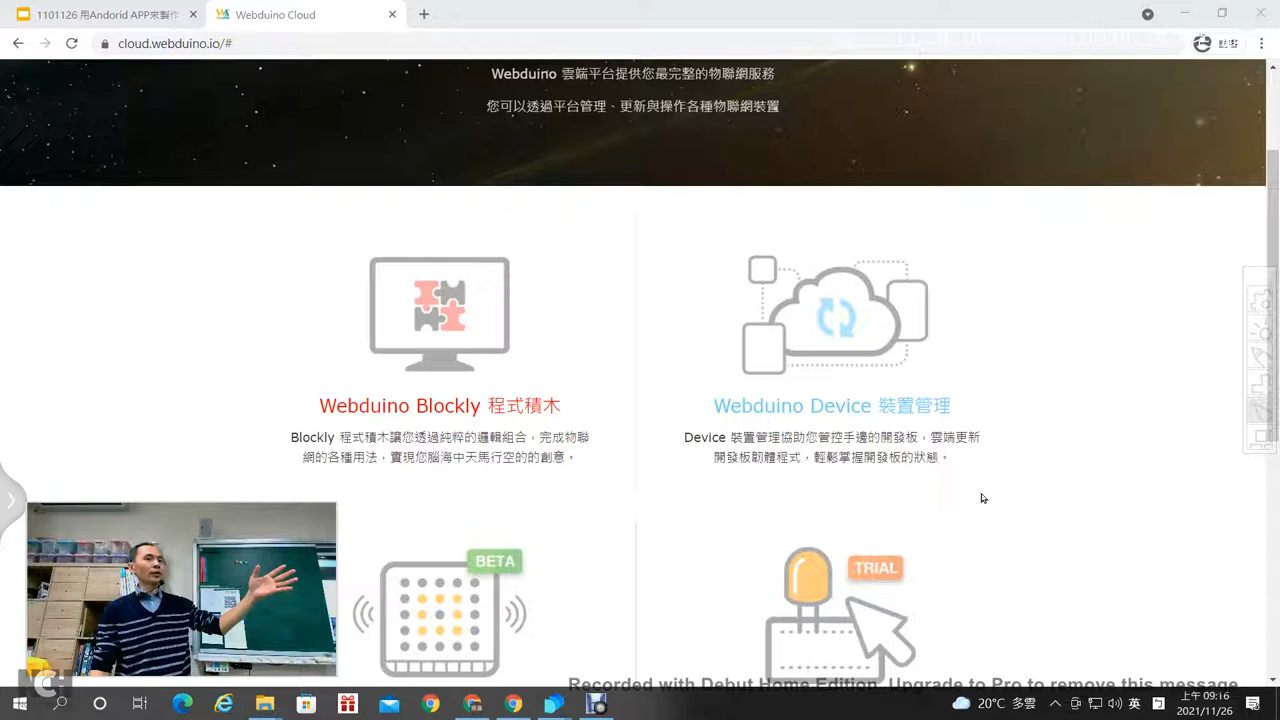 1101126 用Andorid APP來製作
Webduino Cloud
cloud.webduino.io/#
Webduino 雲端平台提供您最完整的物聯網服務
您可以透過平台管理、更新與操作各種物聯網裝置
Webduino Blockly 程式積木
Blockly 程式積木讓您透過純粹的邏輯組合，完成物聯
網的各種用法，實現您腦海中天馬行空的的創意。
Webduino Device 裝置管理
Device 裝置管理協助您管控手邊的開發板，雲端更新
開發板韌體程式，輕鬆掌握開發板的狀態。
BETA
TRIAL
NCH
Recorded with Debut Home Edition. Upgrade to Pro to remove this message
20°C 多雲
英
上午 09:16
2021/11/26